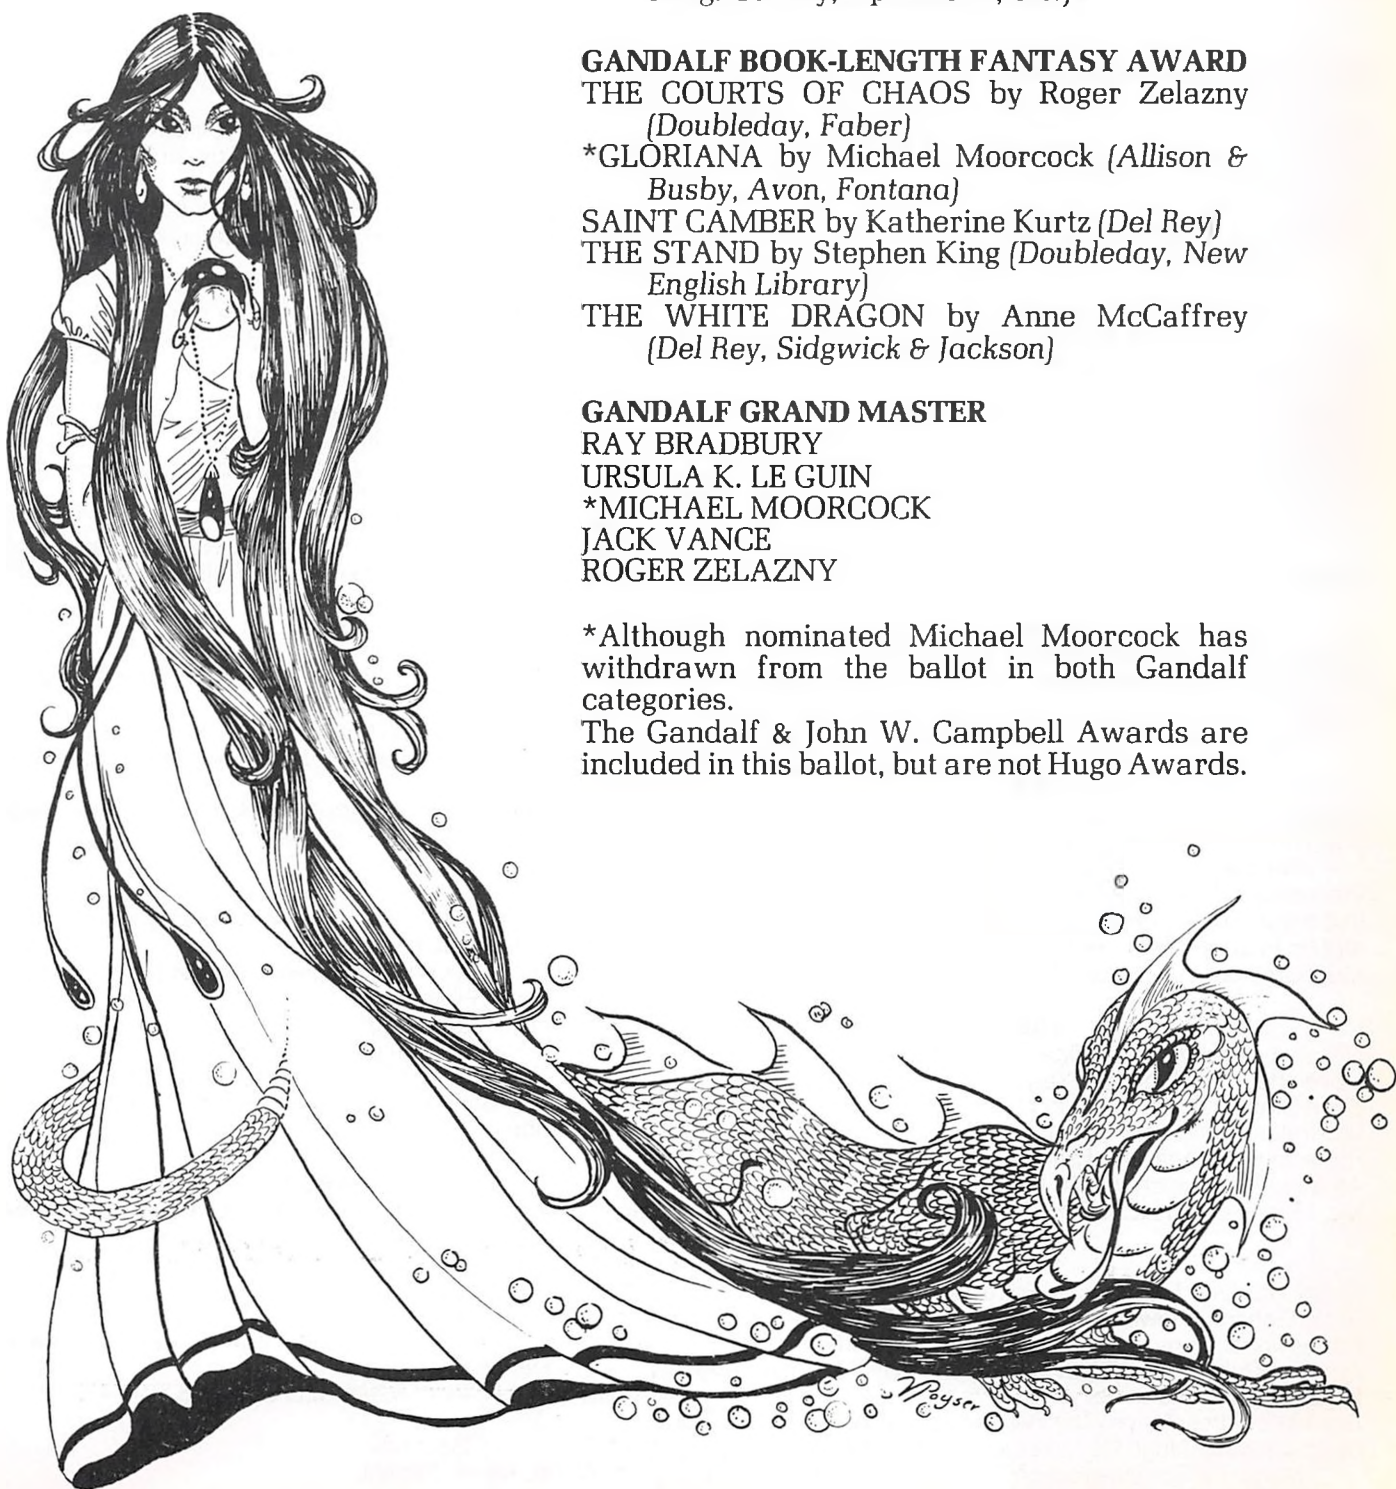 GANDALF BOOK-LENGTH FANTASY AWARD
THE COURTS OF CHAOS by Roger Zelazny
(Doubleday, Faber)
*GLORIANA by Michael Moorcock (Allison &
Busby, Avon, Fontana)
SAINT CAMBER by Katherine Kurtz (Del Rey)
THE STAND by Stephen King (Doubleday, New
English Library)
THE WHITE DRAGON by Anne McCaffrey
(Del Rey, Sidgwick & Jackson)
GANDALF GRAND MASTER
RAY BRADBURY
URSULA K. LE GUIN
*MICHAEL MOORCOCK
JACK VANCE
ROGER ZELAZNY
*Although nominated Michael Moorcock has
withdrawn from the ballot in both Gandalf
categories.
The Gandalf & John W. Campbell Awards are
included in this ballot, but are not Hugo Awards.
VPoyser